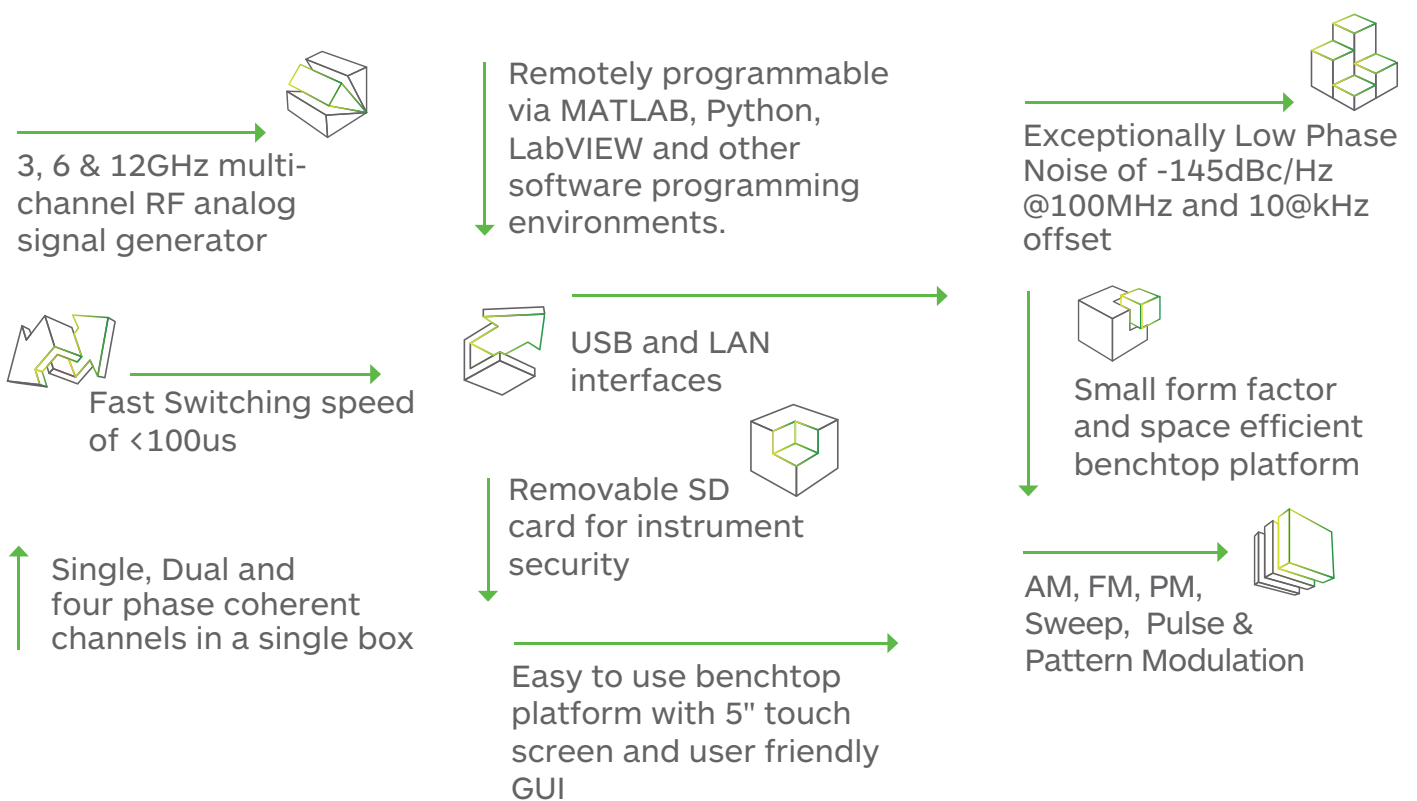 3, 6 & 12GHz multi-
channel RF analog
signal generator
Fast Switching speed
of <100us
Single, Dual and
four phase coherent
channels in a single box
Remotely programmable
via MATLAB, Python,
LabVIEW and other
software programming
environments.
USB and LAN
interfaces
Removable SD
card for instrument
security
Easy to use benchtop
platform with 5" touch
screen and user friendly
GUI
Exceptionally Low Phase
Noise of -145dBc/Hz
@100MHz and 10@kHz
offset
Small form factor
and space efficient
benchtop platform
AM, FM, PM,
Sweep, Pulse &
Pattern Modulation